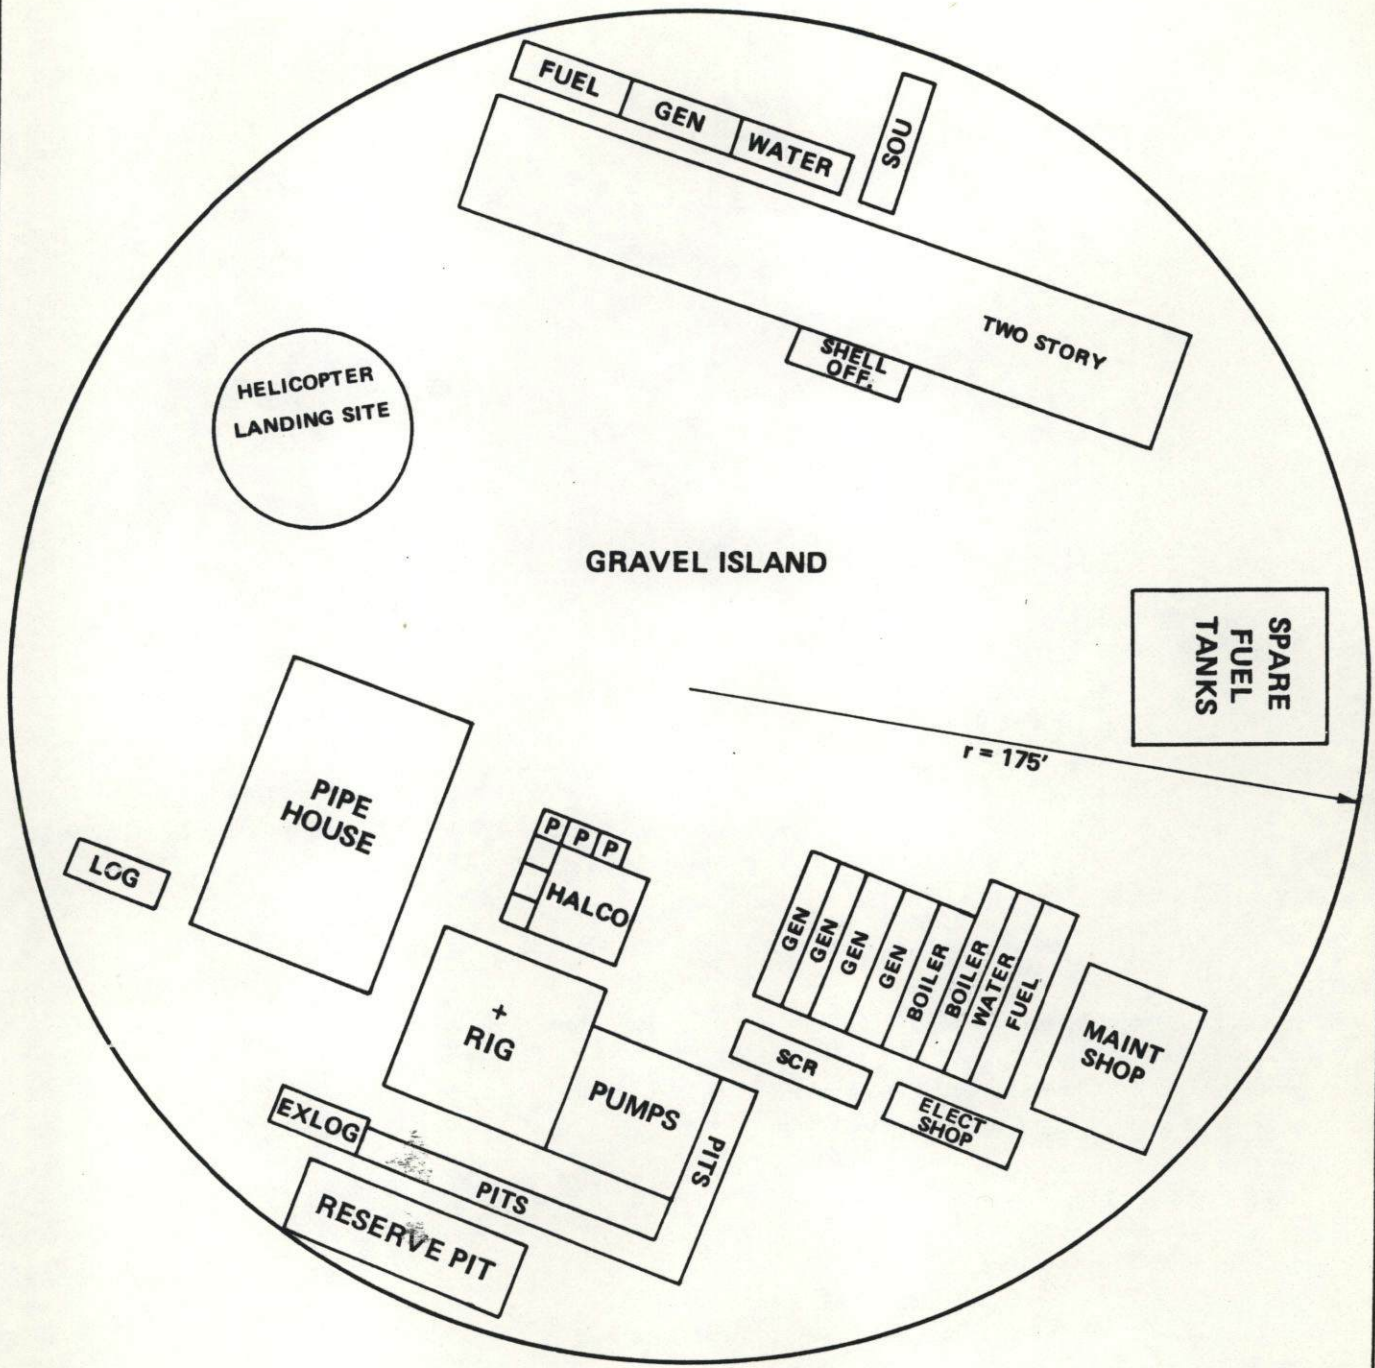 FUEL
GEN
WATER
SOU
TWO STORY
SHELL
OFF.
HELICOPTER
LANDING SITE
GRAVEL ISLAND
SPARE
FUEL
TANKS
r = 175'
PIPE
HOUSE
LOG
P P P
HALCO
GEN
GEN
GEN
GEN
BOILER
BOILER
WATER
FUEL
MAINT
SHOP
+
RIG
SCR
ELECT
SHOP
PUMPS
PITS
EXLOG
PITS
RESERVE PIT